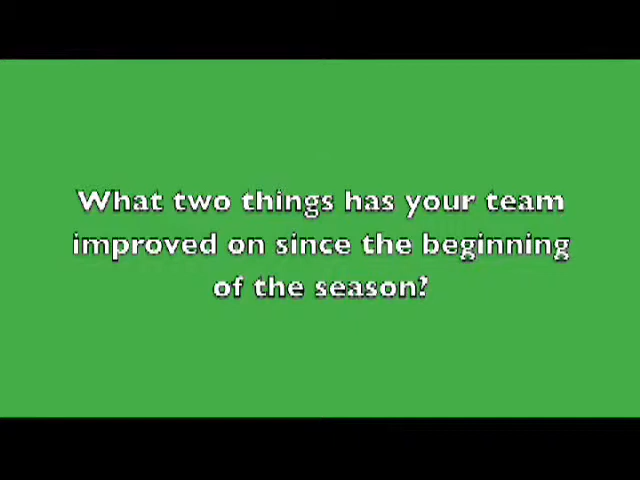 What two things has your team
improved on since the beginning
of the season?